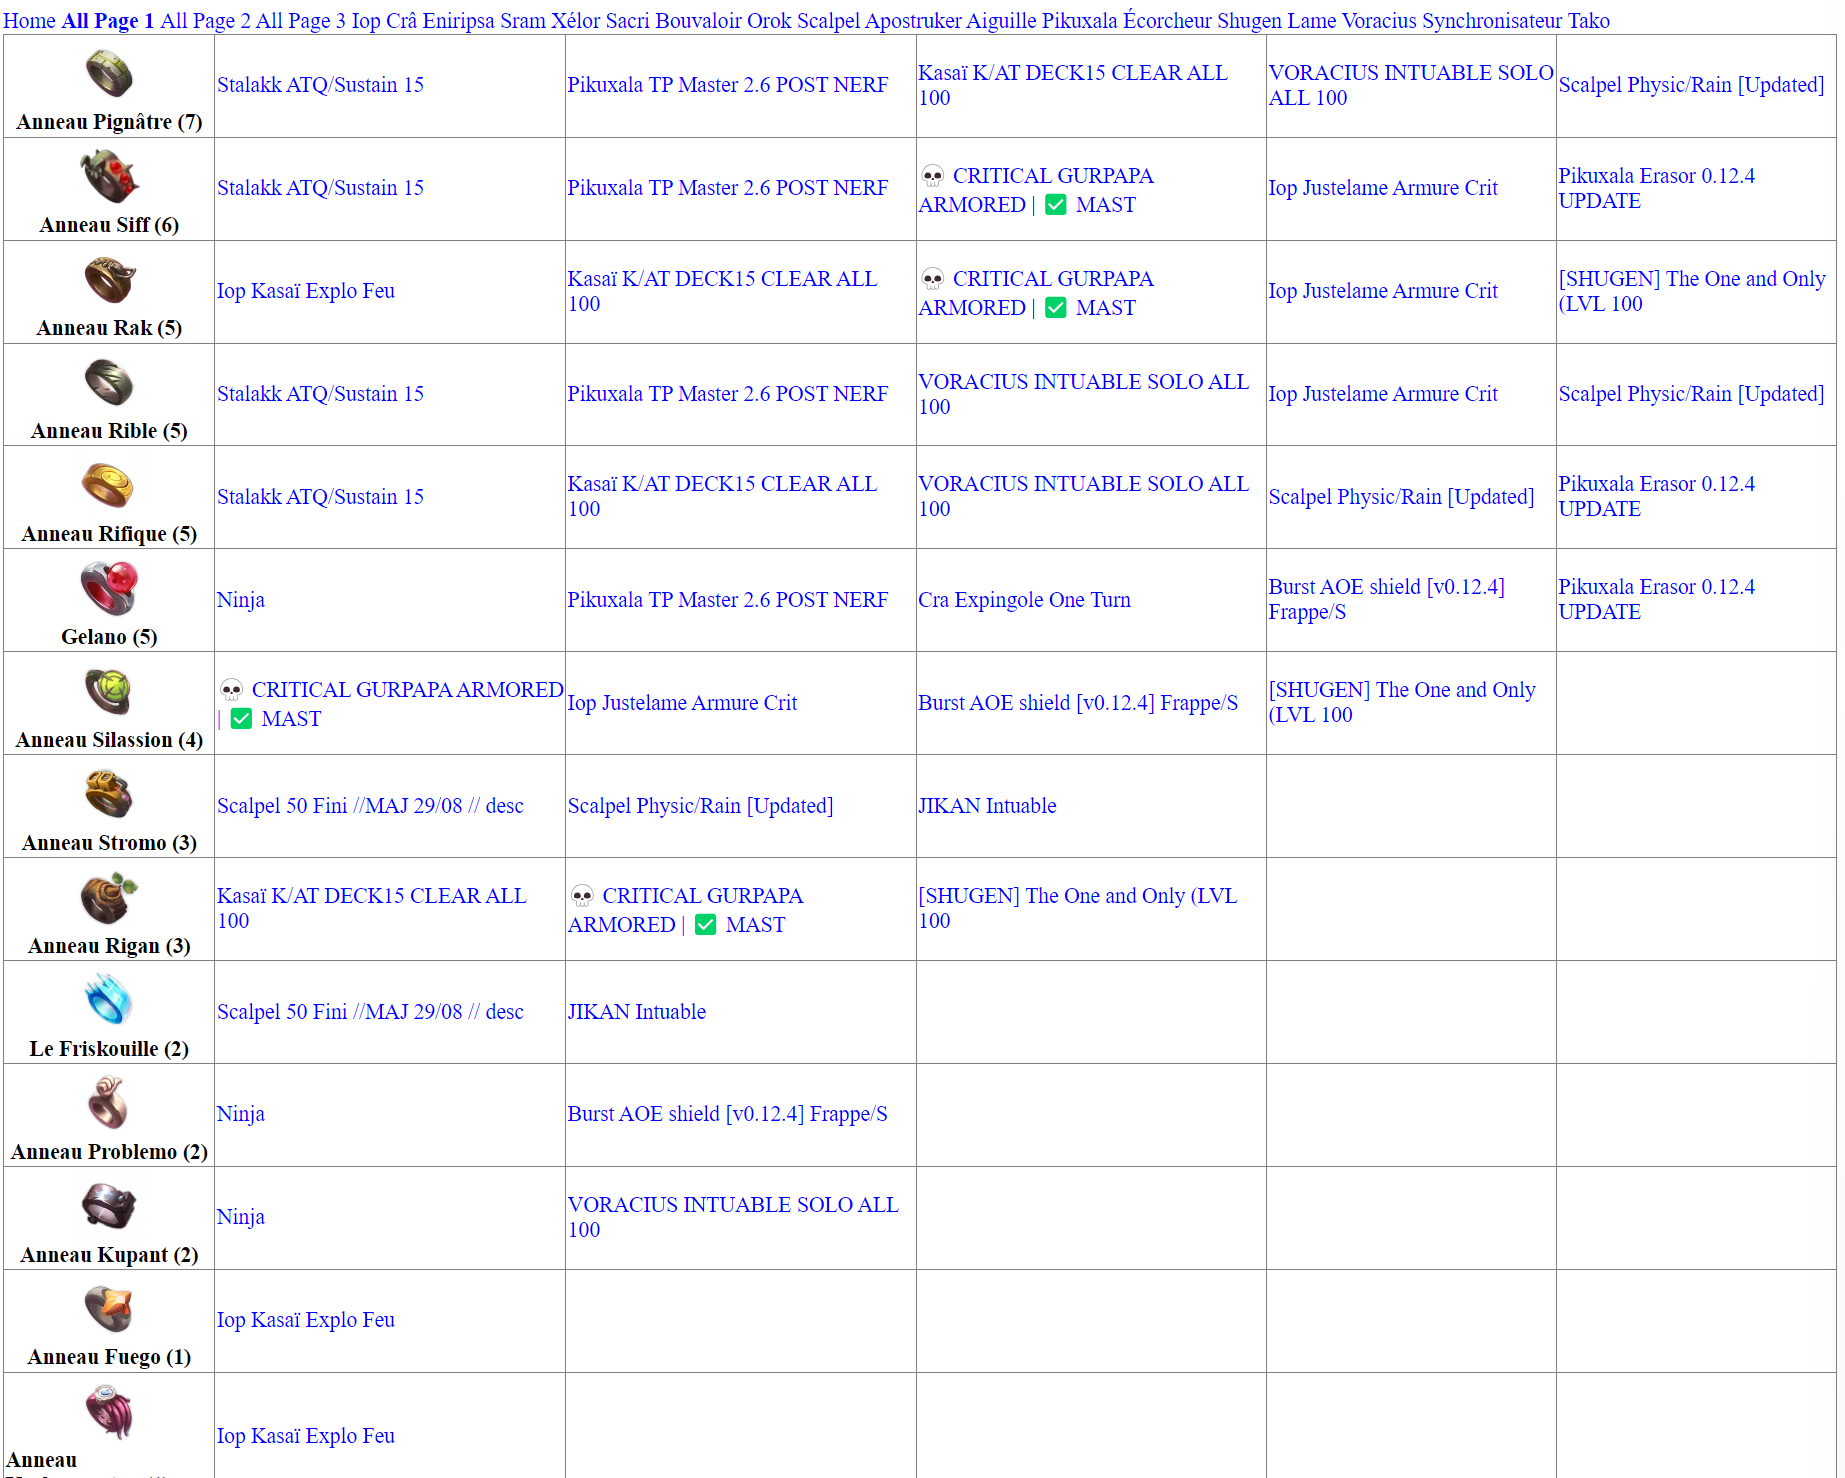 Home All Page 1 All Page 2 All Page 3 Iop Crâ Eniripsa Sram Xélor Sacri Bouvaloir Orok Scalpel Apostruker Aiguille Pikuxala Écorcheur Shugen Lame Voracius Synchronisateur Tako
Anneau Pignâtre (7)
Stalakk ATQ/Sustain 15
Pikuxala TP Master 2.6 POST NERF
Kasaï K/AT DECK15 CLEAR ALL
100
VORACIUS INTUABLE SOLO
ALL 100
Scalpel Physic/Rain [Updated]
Anneau Siff (6)
Stalakk ATQ/Sustain 15
Pikuxala TP Master 2.6 POST NERF
💀 CRITICAL GURPAPA
ARMORED | ✅ MAST
Iop Justelame Armure Crit
Pikuxala Erasor 0.12.4
UPDATE
Anneau Rak (5)
Iop Kasaï Explo Feu
Kasaï K/AT DECK15 CLEAR ALL
100
💀 CRITICAL GURPAPA
ARMORED | ✅ MAST
Iop Justelame Armure Crit
[SHUGEN] The One and Only
(LVL 100
Anneau Rible (5)
Stalakk ATQ/Sustain 15
Pikuxala TP Master 2.6 POST NERF
VORACIUS INTUABLE SOLO ALL
100
Iop Justelame Armure Crit
Scalpel Physic/Rain [Updated]
Anneau Rifique (5)
Stalakk ATQ/Sustain 15
Kasaï K/AT DECK15 CLEAR ALL
100
VORACIUS INTUABLE SOLO ALL
100
Scalpel Physic/Rain [Updated]
Pikuxala Erasor 0.12.4
UPDATE
Gelano (5)
Ninja
Pikuxala TP Master 2.6 POST NERF
Cra Expingole One Turn
Burst AOE shield [v0.12.4]
Frappe/S
Pikuxala Erasor 0.12.4
UPDATE
Anneau Silassion (4)
💀 CRITICAL GURPAPA ARMORED
| ✅ MAST
Iop Justelame Armure Crit
Burst AOE shield [v0.12.4] Frappe/S
[SHUGEN] The One and Only
(LVL 100
Anneau Stromo (3)
Scalpel 50 Fini //MAJ 29/08 // desc
Scalpel Physic/Rain [Updated]
JIKAN Intuable
Anneau Rigan (3)
Kasaï K/AT DECK15 CLEAR ALL
100
💀 CRITICAL GURPAPA
ARMORED | ✅ MAST
[SHUGEN] The One and Only (LVL
100
Le Friskouille (2)
Scalpel 50 Fini //MAJ 29/08 // desc
JIKAN Intuable
Anneau Problemo (2)
Ninja
Burst AOE shield [v0.12.4] Frappe/S
Anneau Kupant (2)
Ninja
VORACIUS INTUABLE SOLO ALL
100
Anneau Fuego (1)
Iop Kasaï Explo Feu
Anneau
Iop Kasaï Explo Feu